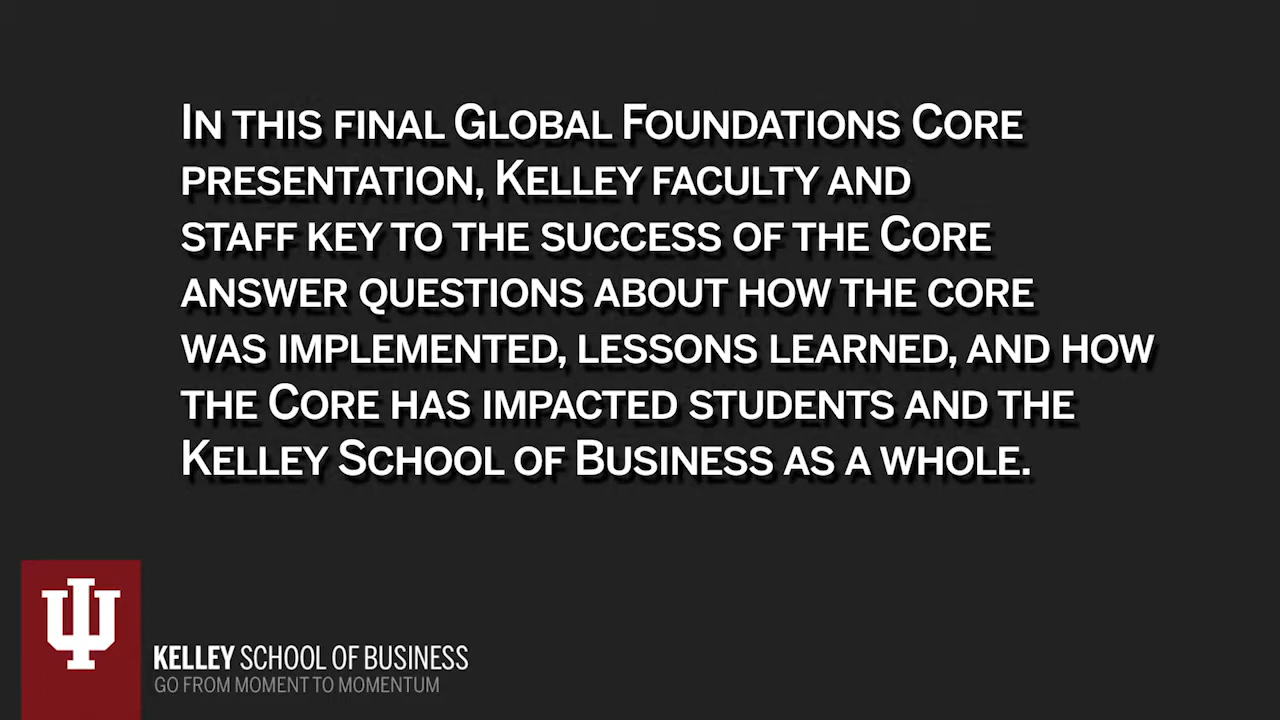 In this final Global Foundations Core
presentation, Kelley faculty and
staff key to the success of the Core
answer questions about how the core
was implemented, lessons learned, and how
the Core has impacted students and the
Kelley School of Business as a whole.
KELLEY SCHOOL OF BUSINESS
GO FROM MOMENT TO MOMENTUM